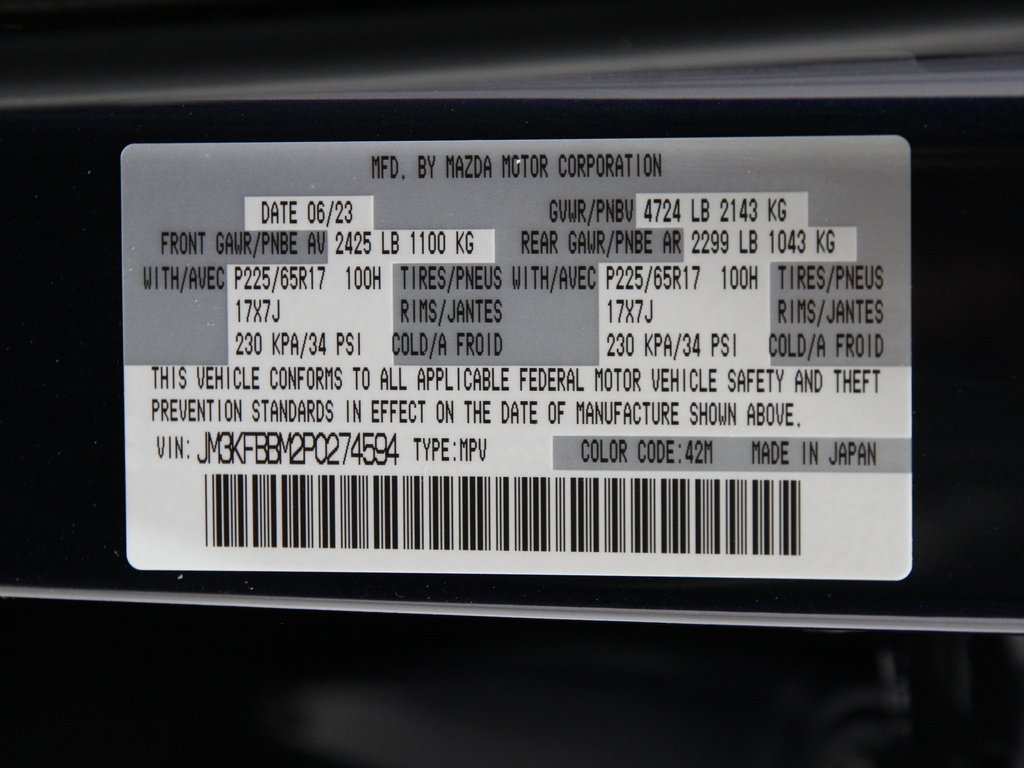 MFD. BY MAZDA MOTOR CORPORATION
DATE 06/23 GVWR/PNBV 4724 LB 2143 KG
FRONT GAWR/PNBE AV 2425 LB 1100 KG REAR GAWR/PNBE AR 2299 LB 1043 KG
WITH/AVEC P225/65R17 100H TIRES/PNEUS WITH/AVEC P225/65R17 100H TIRES/PNEUS
17X7J RIMS/JANTES 17X7J RIMS/JANTES
230 KPA/34 PSI COLD/A FROID 230 KPA/34 PSI COLD/A FROID
THIS VEHICLE CONFORMS TO ALL APPLICABLE FEDERAL MOTOR VEHICLE SAFETY AND THEFT
PREVENTION STANDARDS IN EFFECT ON THE DATE OF MANUFACTURE SHOWN ABOVE.
VIN: JM3KFBBM2P0274594 TYPE:MPV COLOR CODE:42M MADE IN JAPAN